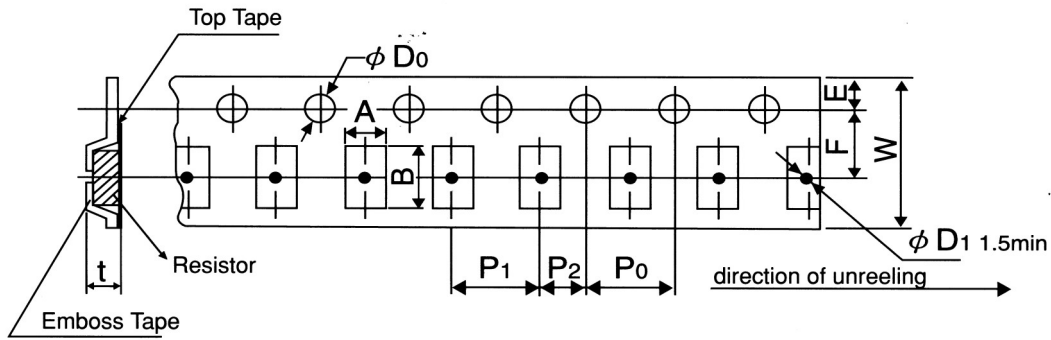 Top Tape
φ D0
A
E
F
W
B
φ D1 1.5min
t
Resistor
P1
P2
P0
direction of unreeling
Emboss Tape